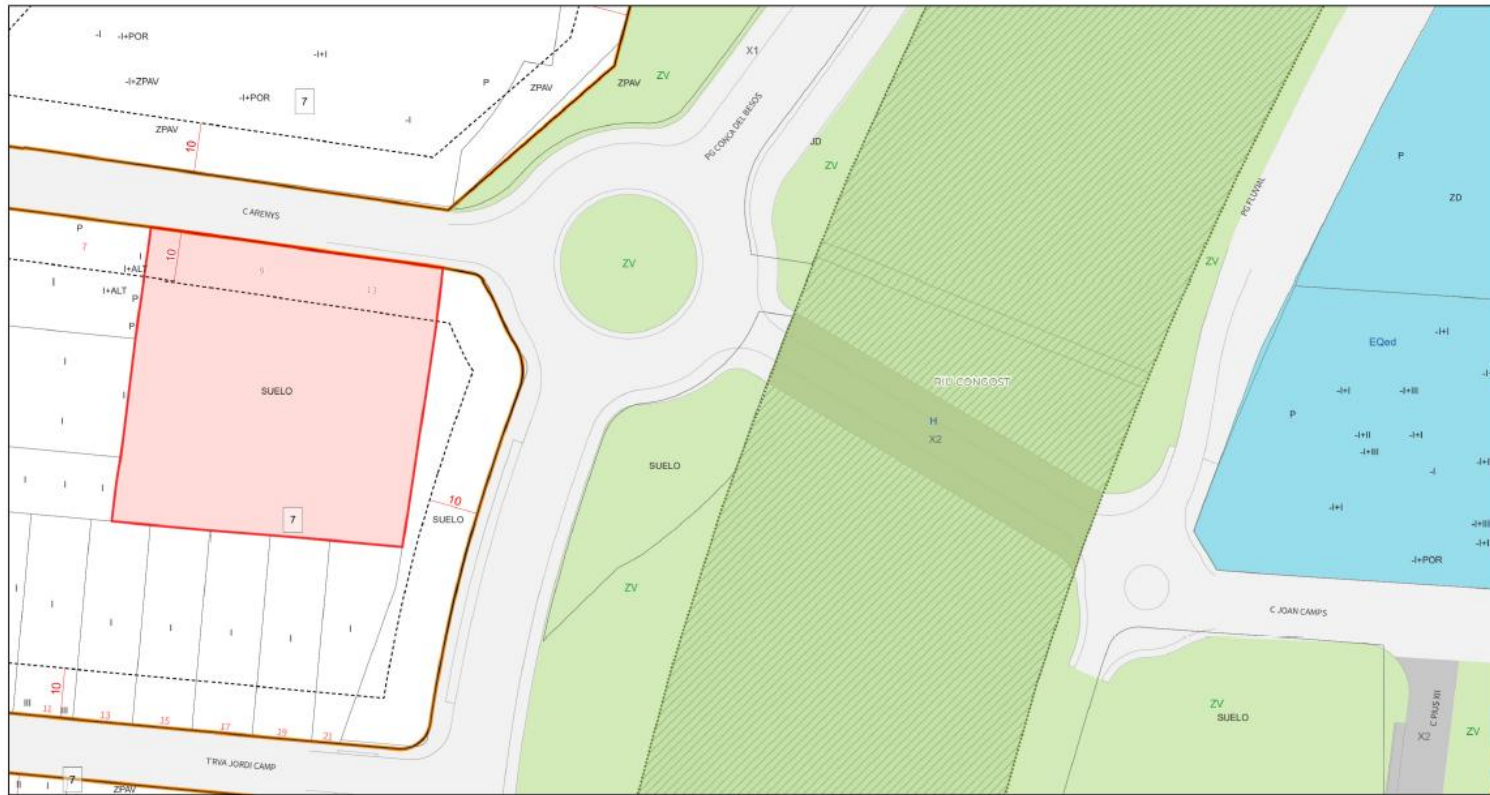 -I
-I+POR
-I+I
X1
-I+ZPAV
-I+POR
7
P
ZPAV
ZPAV
ZV
-I
ZPAV
10
PG CONCA DEL BESOS
JD
ZV
P
ZD
PG FLUVIAL
C ARENYS
P
7
10
I
I+ALT
9
13
ZV
ZV
I
I+ALT
P
P
I
I
I
SUELO
RIU CONGOST
H
X2
EQed
-I+I
-I+I
-I+III
P
-I+II
-I+I
-I+III
-I
-I+I
-I+III
-I+POR
I
I
I
7
10
SUELO
SUELO
ZV
I
I
I
I
I
I
I
C JOAN CAMPS
10
III
11
III
13
15
17
19
21
ZV
SUELO
C PIUS XII
X2
ZV
TRVA JORDI CAMP
7
II
I
ZPAV